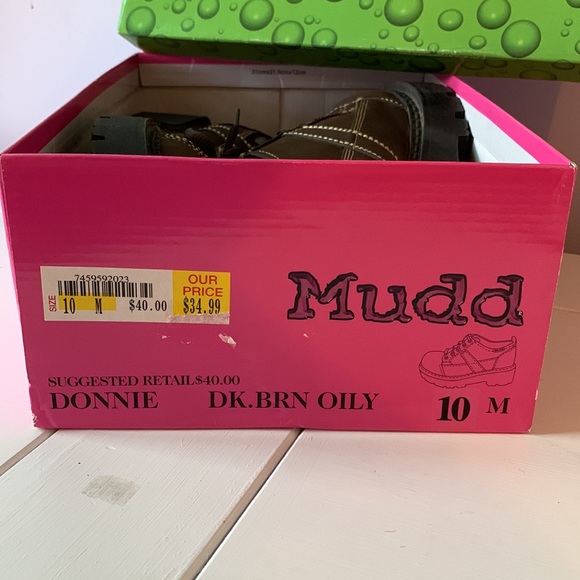 7459592023
SIZE
10 M $40.00
OUR
PRICE
$34.99
Mudd
SUGGESTED RETAIL$40.00
DONNIE DK.BRN OILY 10 M